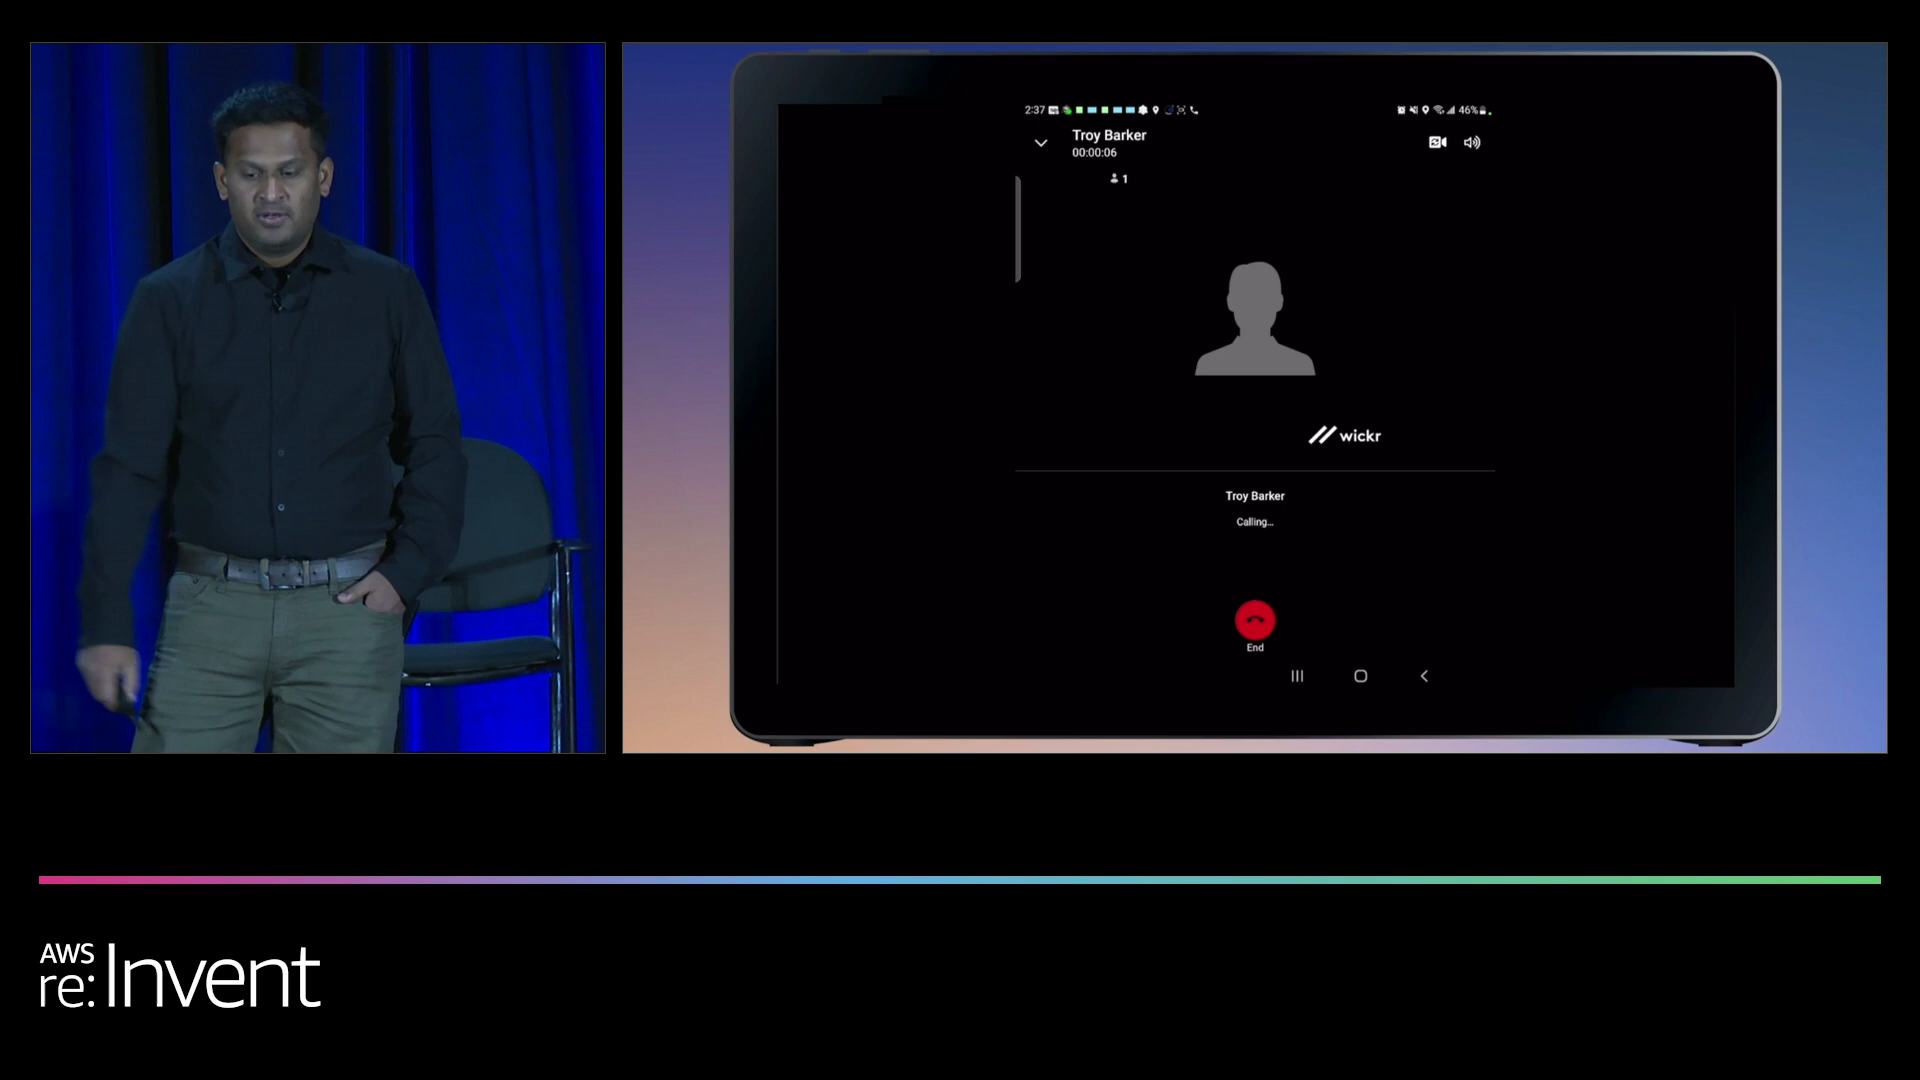 2:37
46%
Troy Barker
00:00:06
1
wickr
Troy Barker
Calling...
End
AWS
re:Invent